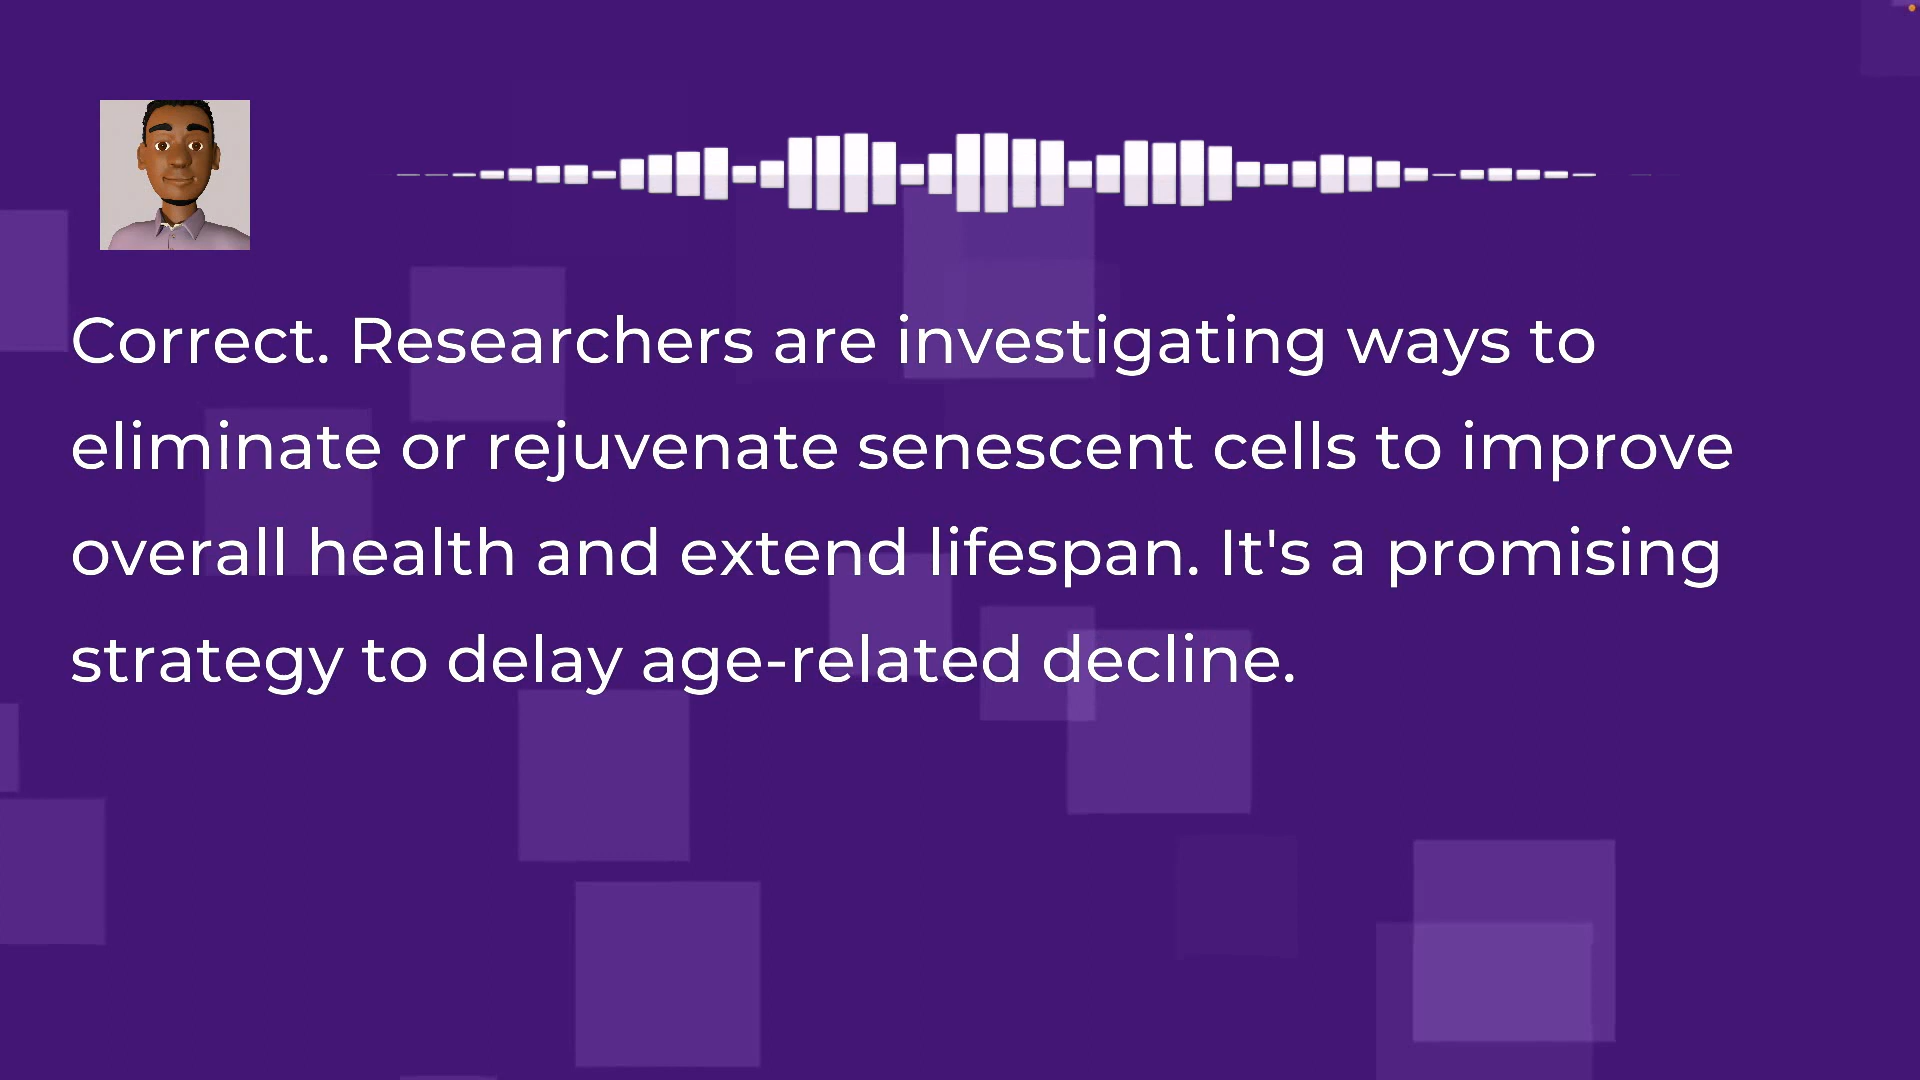 Correct. Researchers are investigating ways to
eliminate or rejuvenate senescent cells to improve
overall health and extend lifespan. It's a promising
strategy to delay age-related decline.